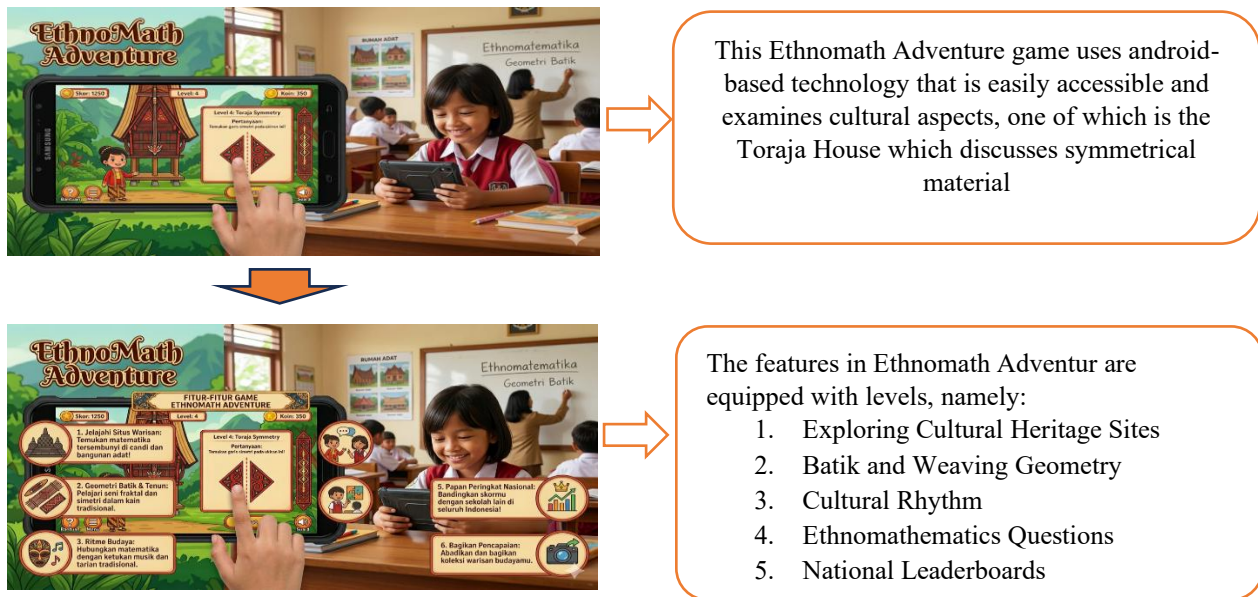 EthnoMath
Adventure
Ethnomatematika
Geometri Batik
RUMAH ADAT
SAMSUNG
Skor: 1250
Level: 4
Koin: 350
Level 4: Toraja Symmetry
Pertanyaan:
This Ethnomath Adventure game uses android-
based technology that is easily accessible and
examines cultural aspects, one of which is the
Toraja House which discusses symmetrical
material
EthnoMath
Adventure
Ethnomatematika
Geometri Batik
RUMAH ADAT
FITUR-FITUR GAME
ETHNOMATH ADVENTURE
Skor: 1250
Level: 4
Koin: 350
Level 4: Toraja Symmetry
Pertanyaan:
1. Jelajahi Situs Warisan:
Temukan matematika
tersembunyi di candi dan
bangunan adat!
2. Geometri Batik & Tenun:
Pelajari seni fraktal dan
simetri dalam kain
tradisional.
3. Ritme Budaya:
Hubungkan matematika
dengan ketukan musik dan
tarian tradisional.
5. Papan Peringkat Nasional:
Bandingkan skormu
dengan sekolah lain di
seluruh Indonesia!
6. Bagikan Pencapaian:
Abadikan dan bagikan
koleksi warisan budayamu.
The features in Ethnomath Adventur are
equipped with levels, namely:
1. Exploring Cultural Heritage Sites
2. Batik and Weaving Geometry
3. Cultural Rhythm
4. Ethnomathematics Questions
5. National Leaderboards